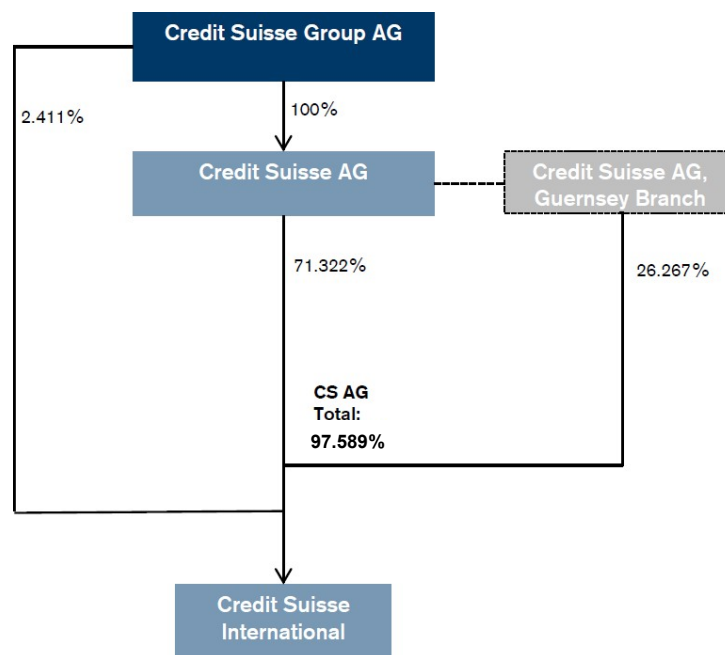 Credit Suisse Group AG
2.411%
100%
Credit Suisse AG
Credit Suisse AG,
Guernsey Branch
71.322%
26.267%
CS AG
Total:
97.589%
Credit Suisse
International